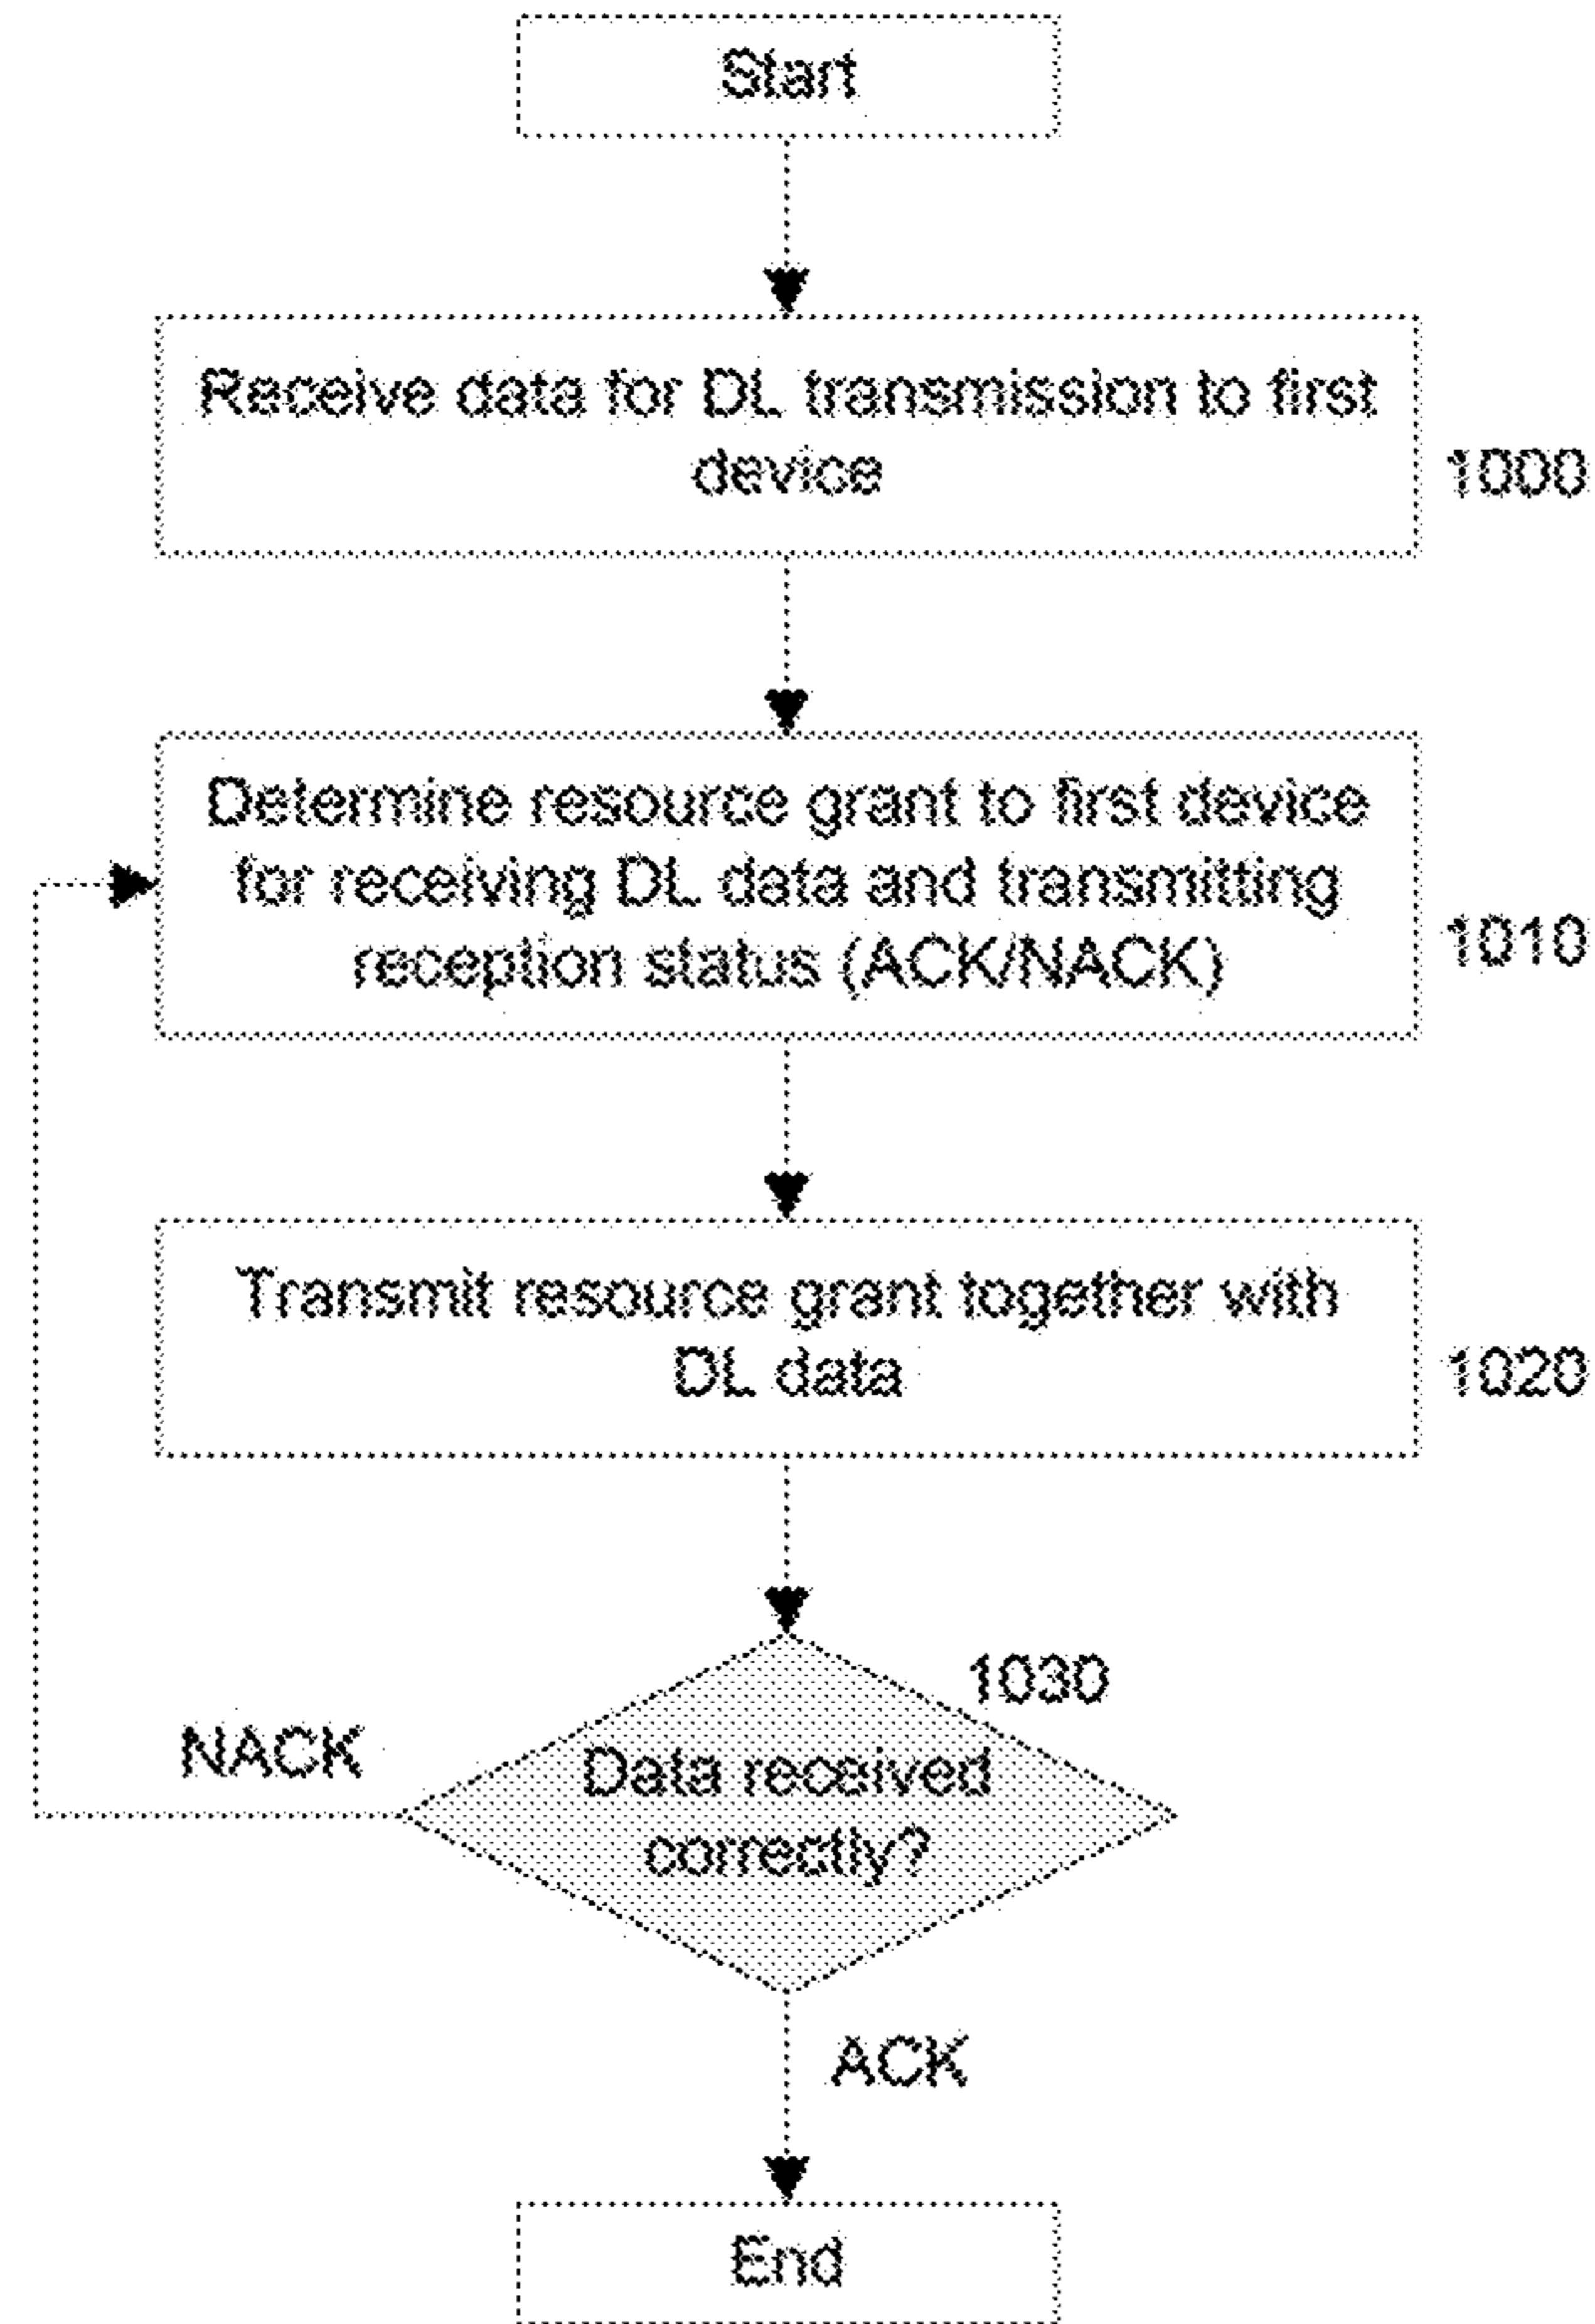 Start
Receive data for DL transmission to first
device
1000
Determine resource grant to first device
for receiving DL data and transmitting
reception status (ACK/NACK)
1010
Transmit resource grant together with
DL data
1020
1030
Data received
correctly?
NACK
ACK
End